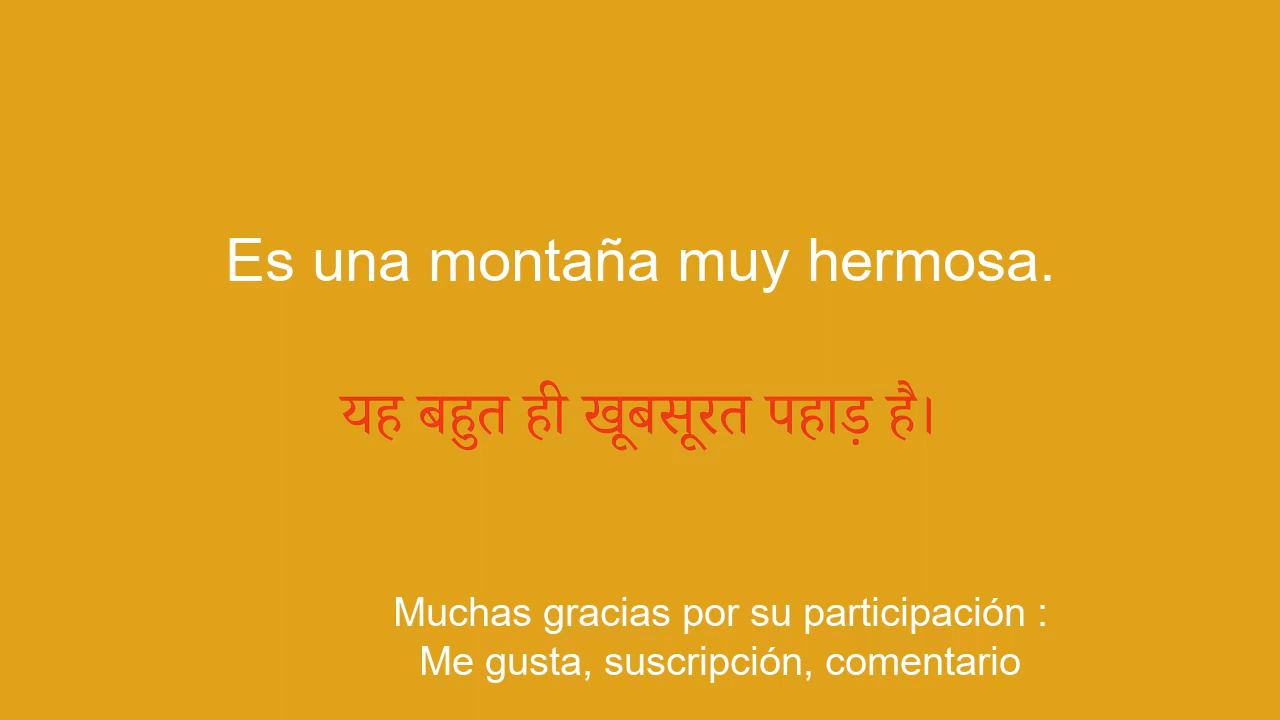 Es una montaña muy hermosa.
यह बहुत ही खूबसूरत पहाड़ है।
Muchas gracias por su participación :
Me gusta, suscripción, comentario